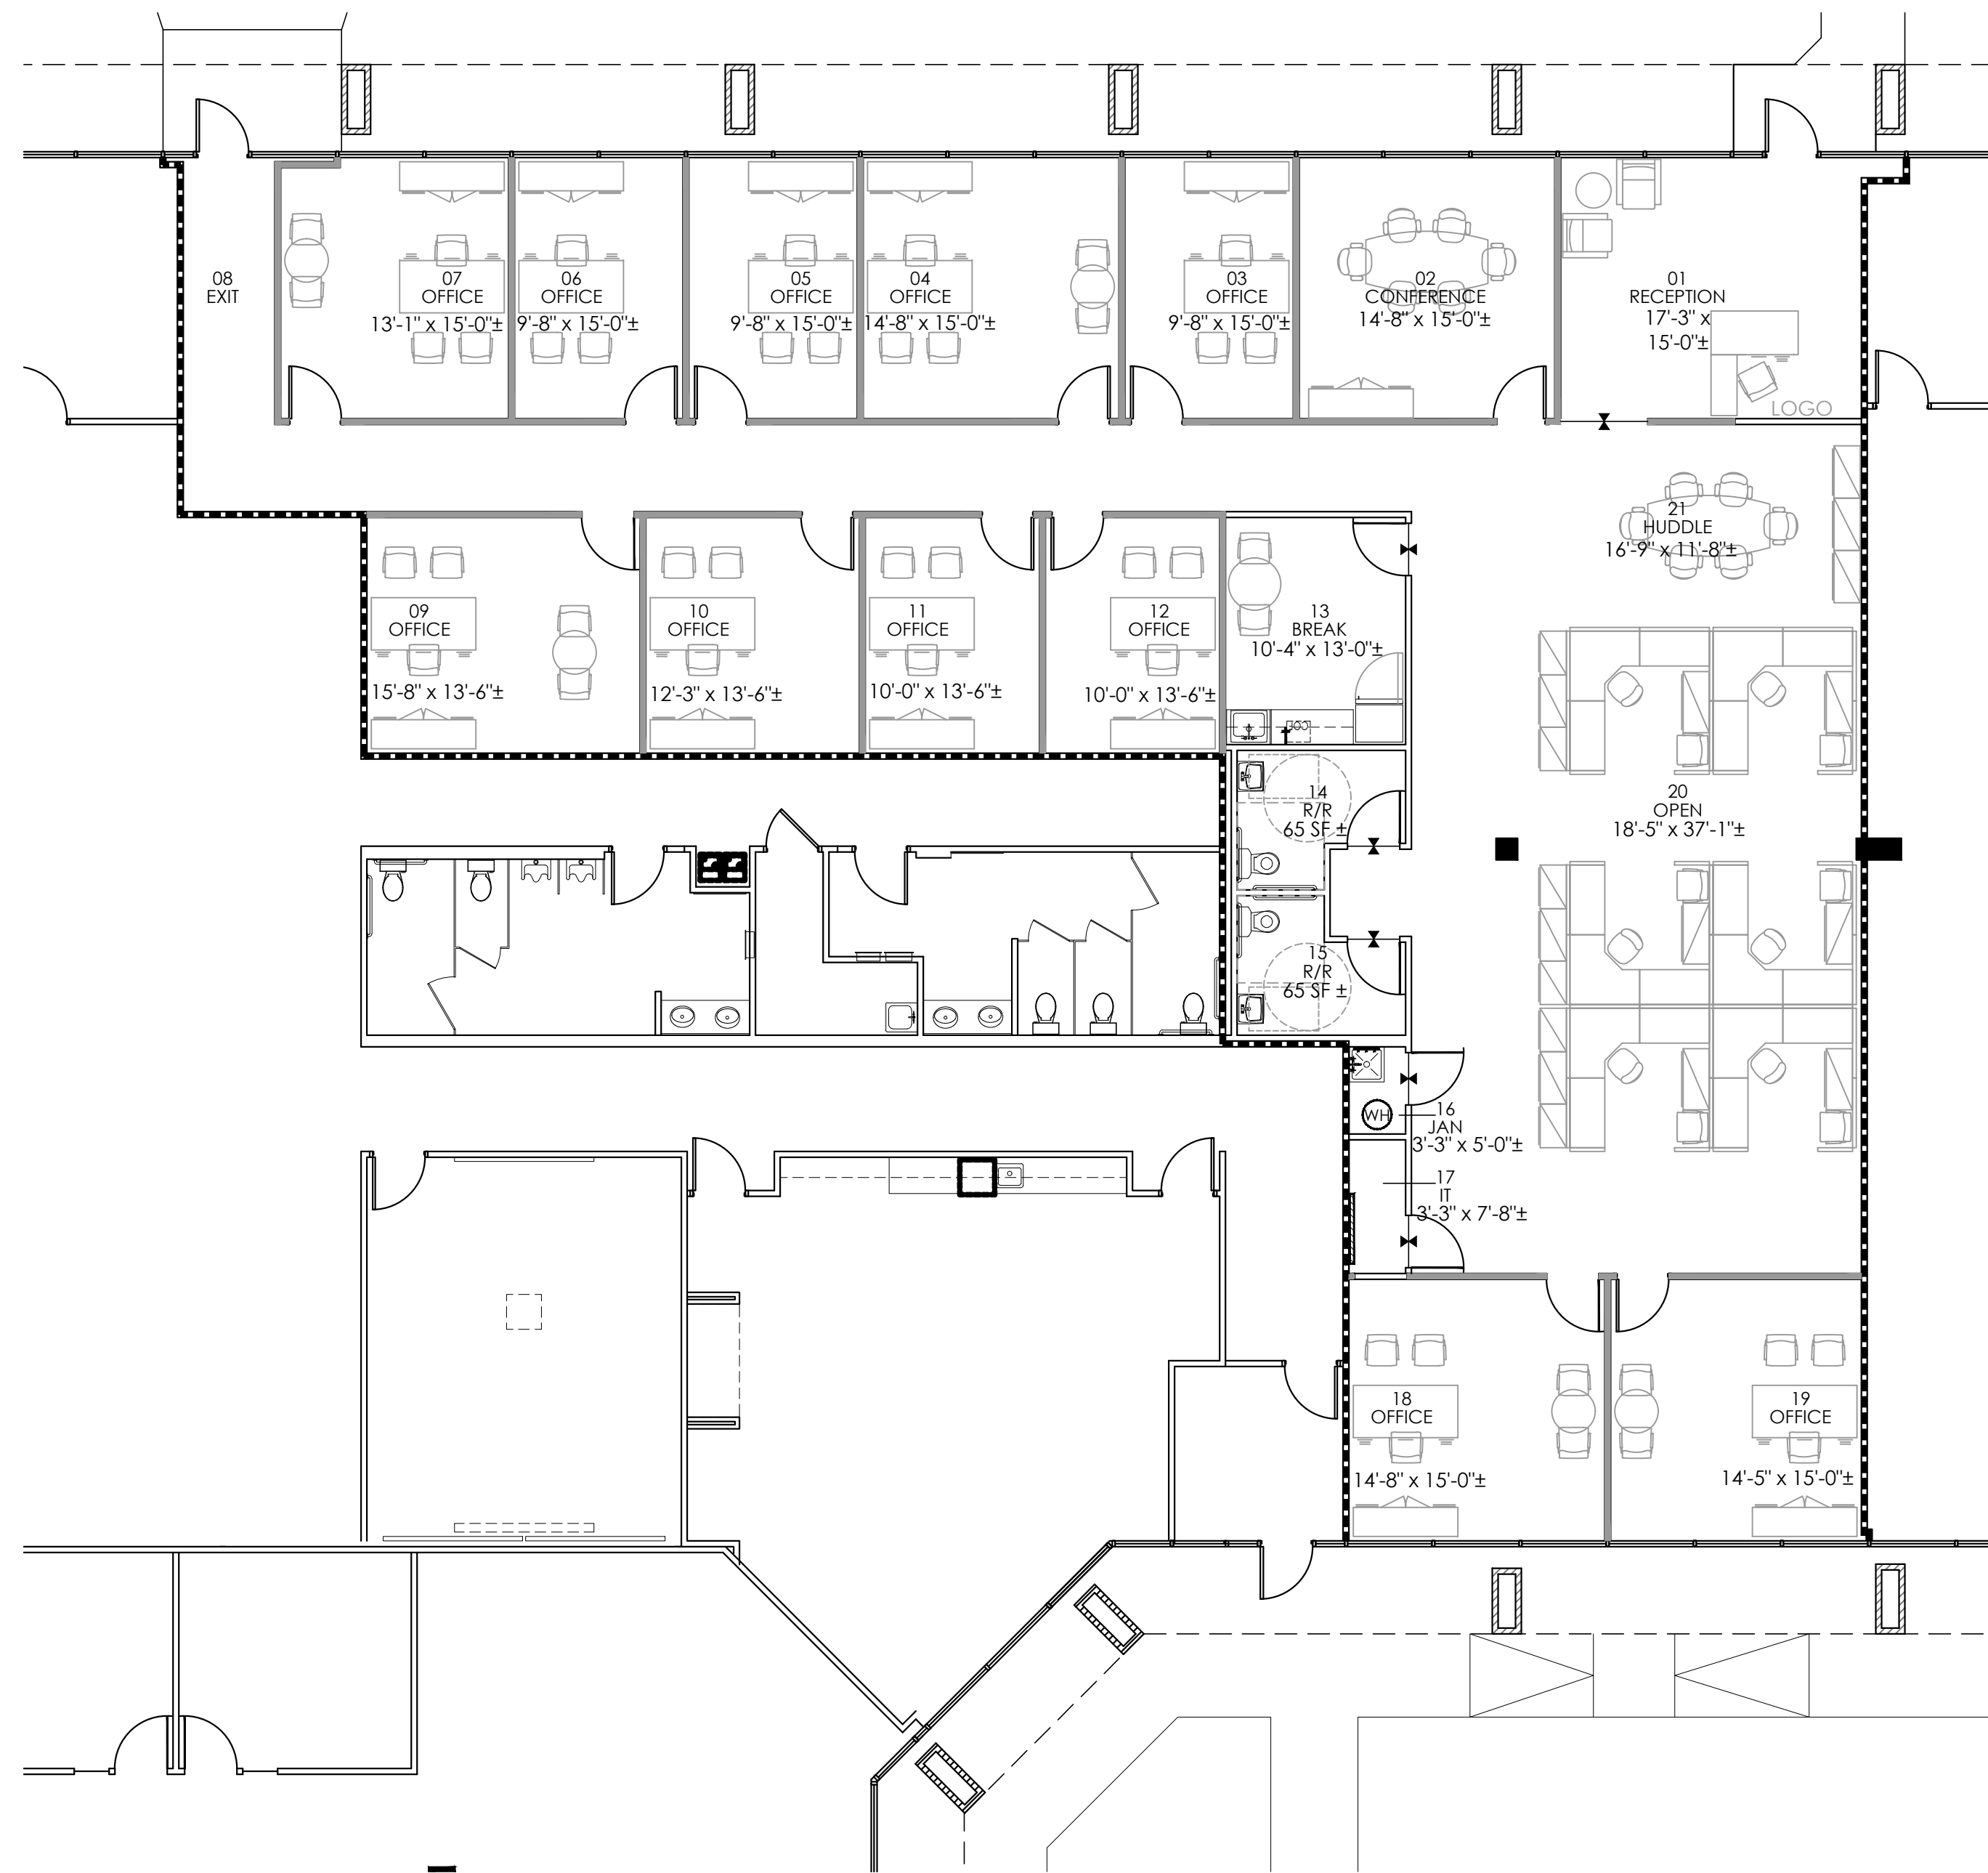 08
EXIT
07
OFFICE
13'-1" x 15'-0"±
06
OFFICE
9'-8" x 15'-0"±
05
OFFICE
9'-8" x 15'-0"±
04
OFFICE
14'-8" x 15'-0"±
03
OFFICE
9'-8" x 15'-0"±
02
CONFERENCE
14'-8" x 15'-0"±
01
RECEPTION
17'-3" x
15'-0"±
LOGO
21
HUDDLE
16'-9" x 11'-8"±
09
OFFICE
15'-8" x 13'-6"±
10
OFFICE
12'-3" x 13'-6"±
11
OFFICE
10'-0" x 13'-6"±
12
OFFICE
10'-0" x 13'-6"±
13
BREAK
10'-4" x 13'-0"±
14
R/R
65 SF ±
20
OPEN
18'-5" x 37'-1"±
15
R/R
65 SF ±
WH
16
JAN
3'-3" x 5'-0"±
17
IT
3'-3" x 7'-8"±
18
OFFICE
14'-8" x 15'-0"±
19
OFFICE
14'-5" x 15'-0"±